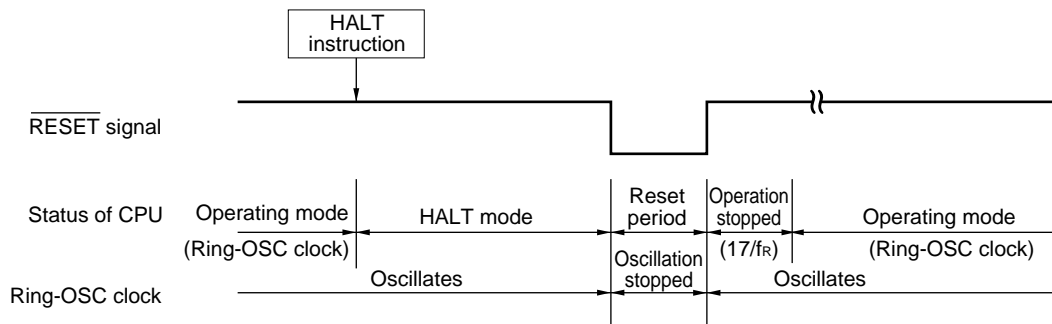 HALT
instruction
RESET signal
Status of CPU
Operating mode
(Ring-OSC clock)
HALT mode
Reset
period
Operation
stopped
(17/fR)
Operating mode
(Ring-OSC clock)
Ring-OSC clock
Oscillates
Oscillation
stopped
Oscillates